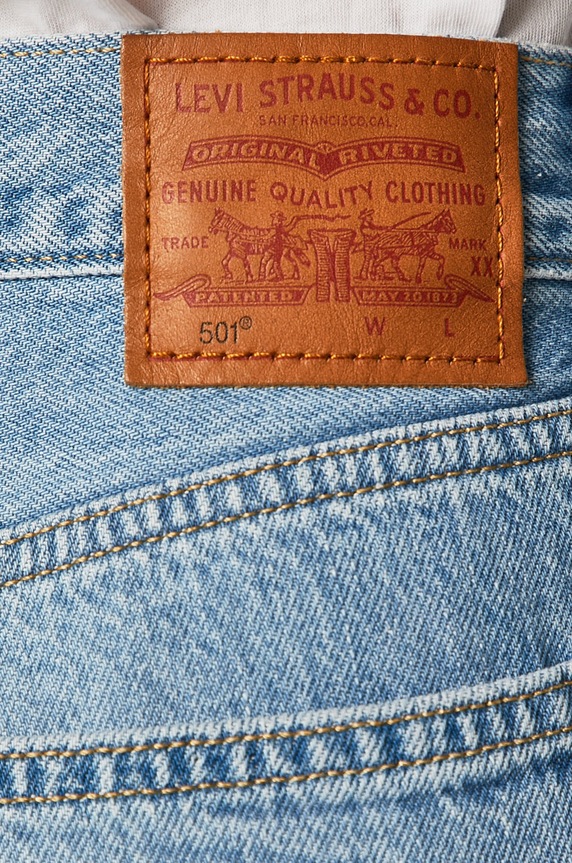 LEVI STRAUSS & CO.
SAN FRANCISCO, CAL.
ORIGINAL RIVETED
GENUINE QUALITY CLOTHING
TRADE MARK
XX
PATENTED MAY 20 1873
501® W L